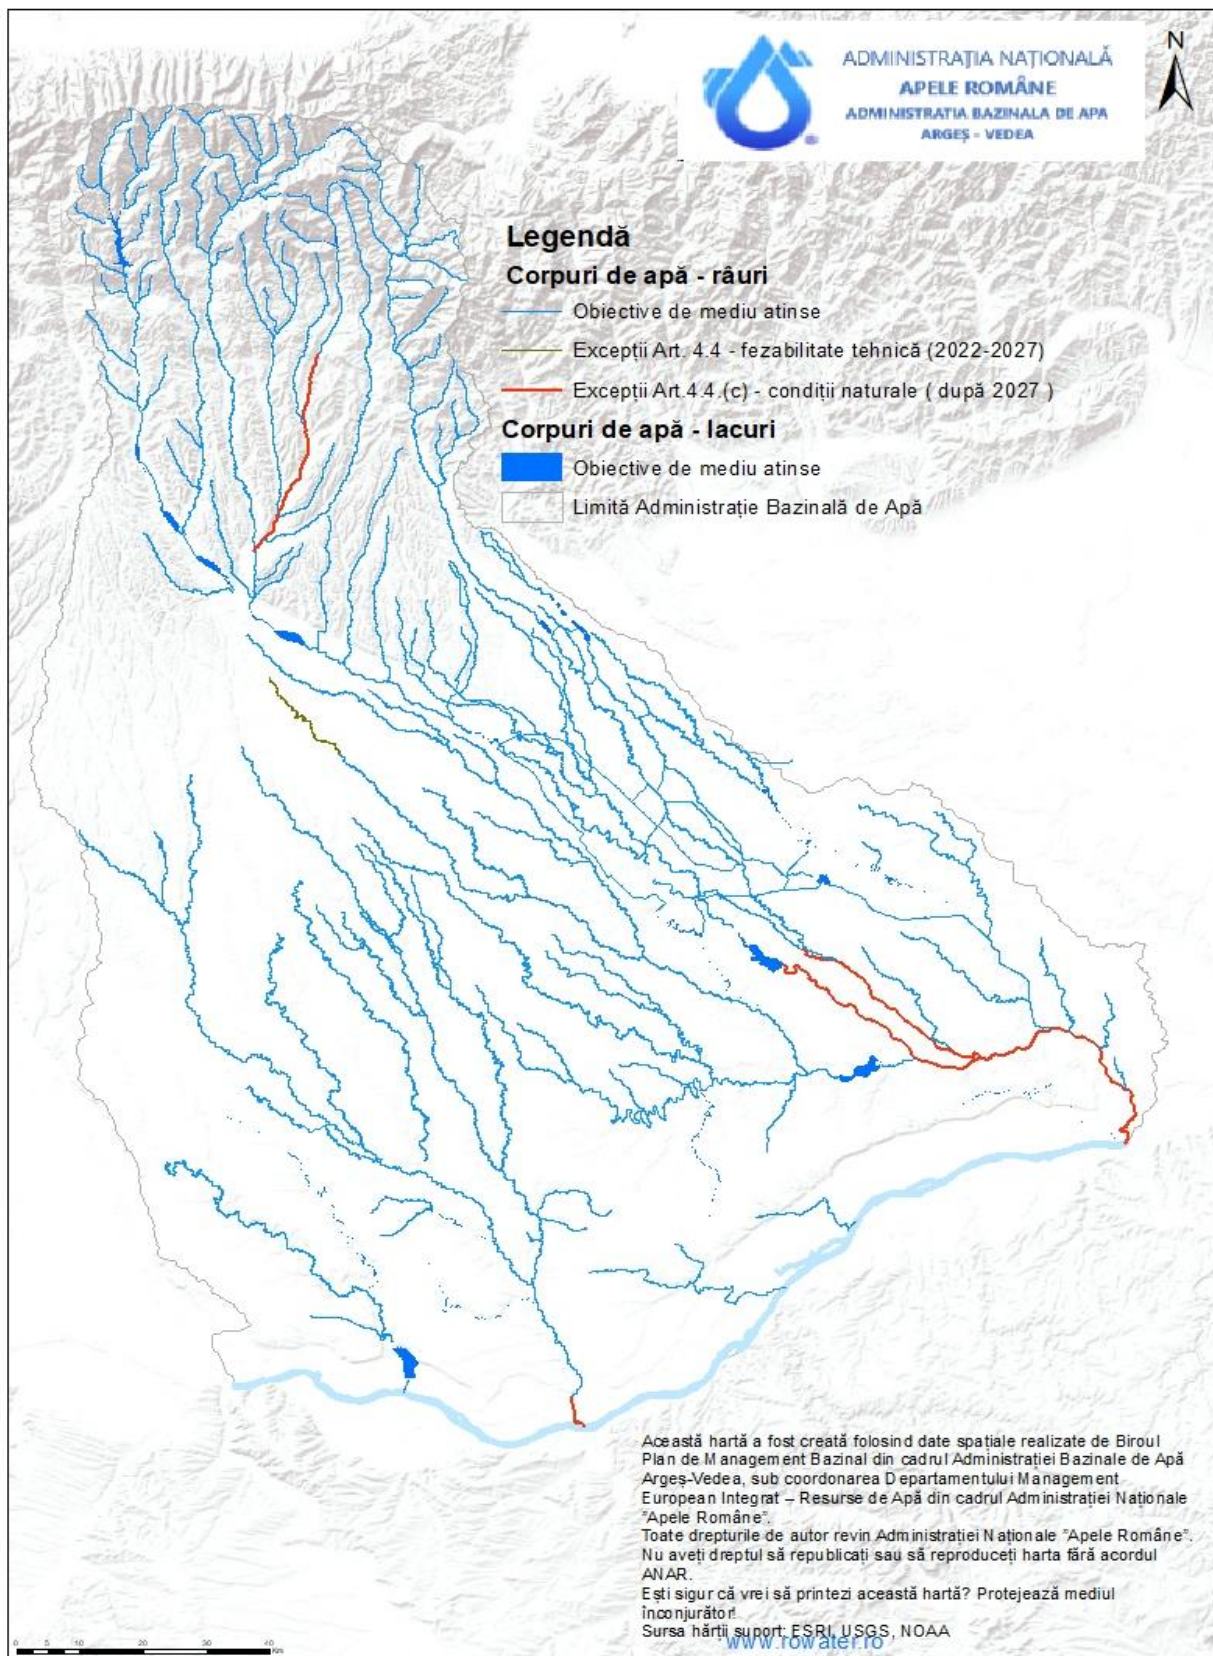 ADMINISTRAȚIA NAȚIONALĂ
APELE ROMÂNE
ADMINISTRATIA BAZINALA DE APA
ARGEȘ - VEDEA
N
Legendă
Corpuri de apă - râuri
Obiective de mediu atinse
Excepții Art. 4.4 - fezabilitate tehnică (2022-2027)
Excepții Art.4.4.(c) - condiții naturale ( după 2027 )
Corpuri de apă - lacuri
Obiective de mediu atinse
Limită Administrație Bazinală de Apă
Această hartă a fost creată folosind date spațiale realizate de Biroul
Plan de Management Bazinal din cadrul Administrației Bazinale de Apă
Argeș-Vedea, sub coordonarea Departamentului Management
European Integrat – Resurse de Apă din cadrul Administrației Naționale
"Apele Române".
Toate drepturile de autor revin Administrației Naționale "Apele Române".
Nu aveți dreptul să republicați sau să reproduceți harta fără acordul
ANAR.
Ești sigur că vrei să printezi această hartă? Protejează mediul
înconjurător!
Sursa hărții suport: ESRI, USGS, NOAA
www.rowater.ro
0 5 10 20 30 40
Km